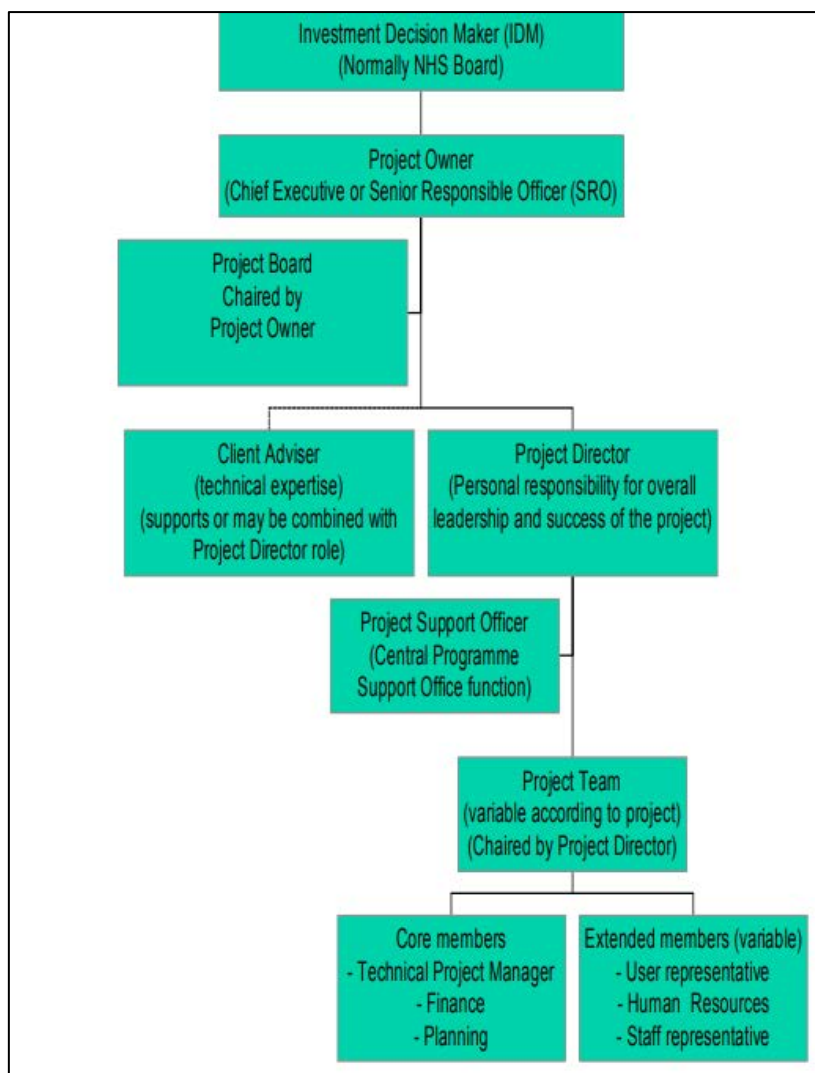 Investment Decision Maker (IDM)
(Normally NHS Board)
Project Owner
(Chief Executive or Senior Responsible Officer (SRO)
Project Board
Chaired by
Project Owner
Client Adviser
(technical expertise)
(supports or may be combined with
Project Director role)
Project Director
(Personal responsibility for overall
leadership and success of the project)
Project Support Officer
(Central Programme
Support Office function)
Project Team
(variable according to project)
(Chaired by Project Director)
Core members
- Technical Project Manager
- Finance
- Planning
Extended members (variable)
- User representative
- Human Resources
- Staff representative